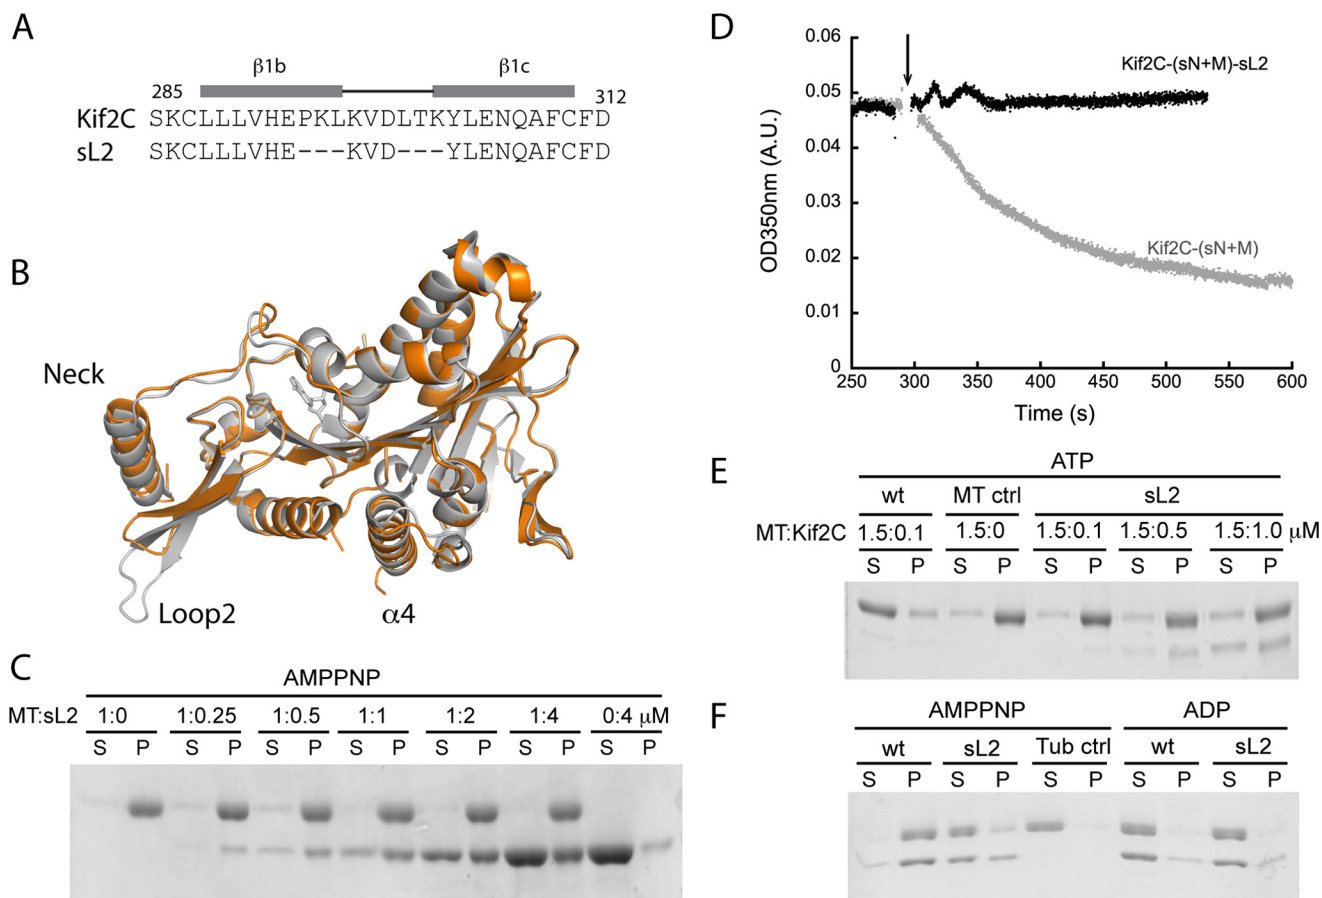 A
β1b β1c
285 312
Kif2C SKCLLLVHEPKLKVDLTKYLENQAFCFD
sL2 SKCLLLVHE---KVD---YLENQAFCFD
B
Neck
Loop2
α4
C
AMPPNP
MT:sL2 1:0 1:0.25 1:0.5 1:1 1:2 1:4 0:4 μM
S P S P S P S P S P S P S P
D
OD350nm (A.U.)
0.06
0.05
0.04
0.03
0.02
0.01
0
Kif2C-(sN+M)-sL2
Kif2C-(sN+M)
250 300 350 400 450 500 550 600
Time (s)
E
ATP
wt MT ctrl sL2
MT:Kif2C 1.5:0.1 1.5:0 1.5:0.1 1.5:0.5 1.5:1.0 μM
S P S P S P S P S P
F
AMPPNP ADP
wt sL2 Tub ctrl wt sL2
S P S P S P S P S P